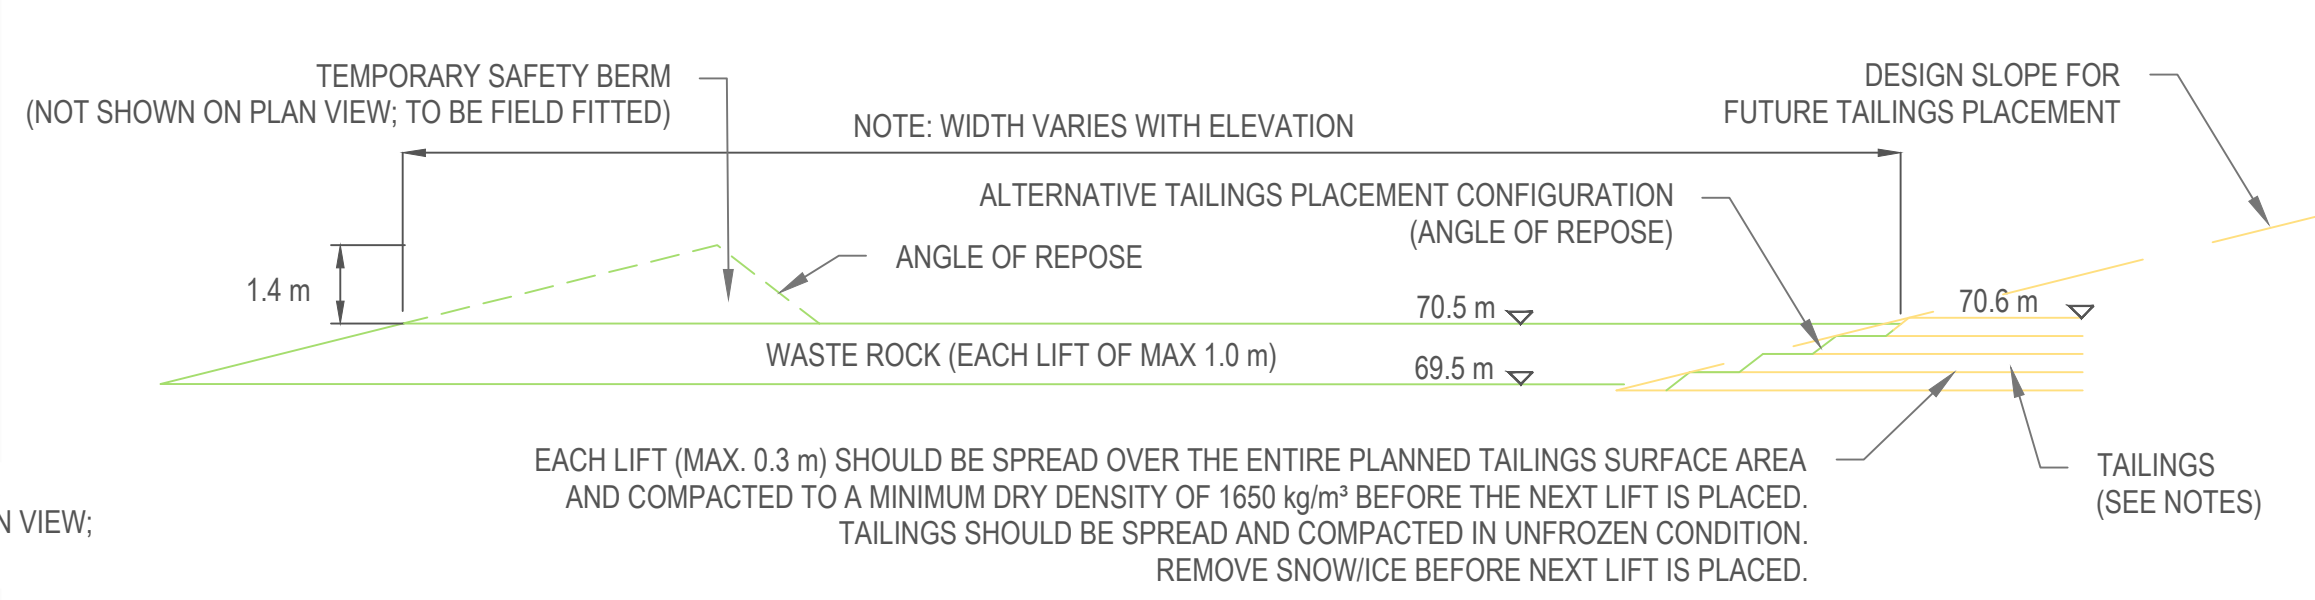 TEMPORARY SAFETY BERM
(NOT SHOWN ON PLAN VIEW; TO BE FIELD FITTED)
NOTE: WIDTH VARIES WITH ELEVATION
DESIGN SLOPE FOR
FUTURE TAILINGS PLACEMENT
ALTERNATIVE TAILINGS PLACEMENT CONFIGURATION
(ANGLE OF REPOSE)
ANGLE OF REPOSE
1.4 m
70.5 m
70.6 m
WASTE ROCK (EACH LIFT OF MAX 1.0 m)
69.5 m
EACH LIFT (MAX. 0.3 m) SHOULD BE SPREAD OVER THE ENTIRE PLANNED TAILINGS SURFACE AREA
AND COMPACTED TO A MINIMUM DRY DENSITY OF 1650 kg/m³ BEFORE THE NEXT LIFT IS PLACED.
TAILINGS SHOULD BE SPREAD AND COMPACTED IN UNFROZEN CONDITION.
REMOVE SNOW/ICE BEFORE NEXT LIFT IS PLACED.
TAILINGS
(SEE NOTES)
N VIEW;